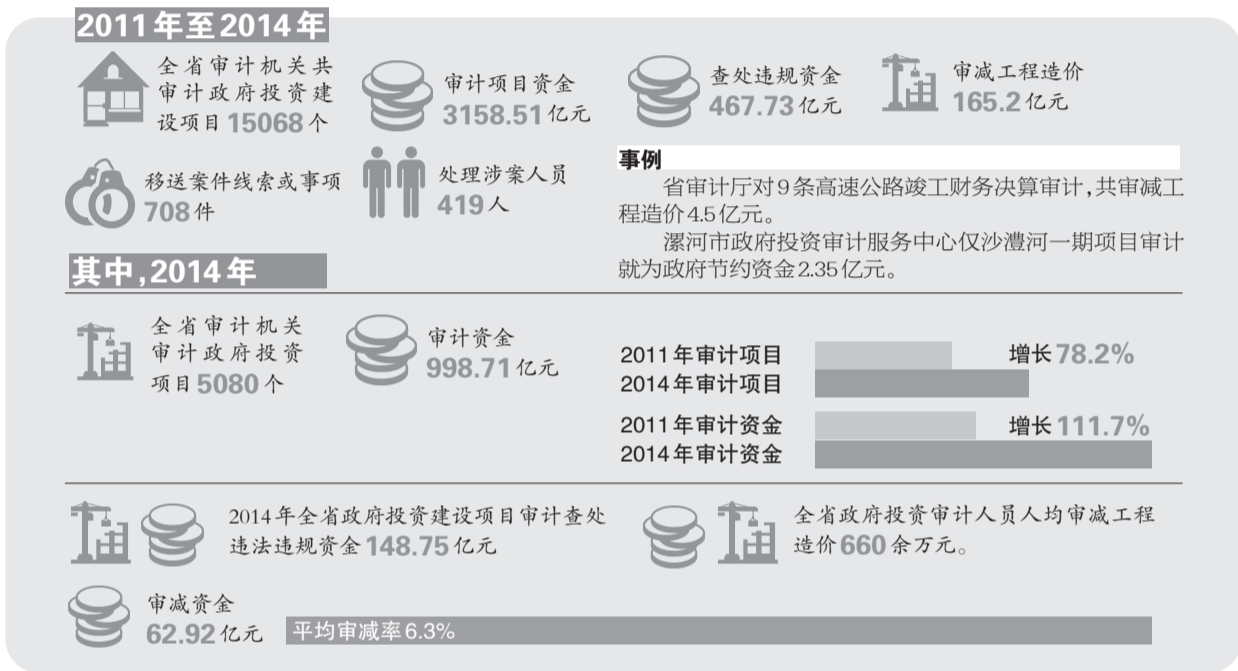 2011年至2014年
全省审计机关共
审计政府投资建
设项目15068个
审计项目资金
3158.51亿元
查处违规资金
467.73亿元
审减工程造价
165.2亿元
移送案件线索或事项
708件
处理涉案人员
419人
事例
省审计厅对9条高速公路竣工财务决算审计,共审减工
程造价4.5亿元。
漯河市政府投资审计服务中心仅沙澧河一期项目审计
就为政府节约资金2.35亿元。
其中,2014年
全省审计机关
审计政府投资
项目5080个
审计资金
998.71亿元
2011年审计项目
增长78.2%
2014年审计项目
2011年审计资金
增长111.7%
2014年审计资金
2014年全省政府投资建设项目审计查处
违法违规资金148.75亿元
全省政府投资审计人员人均审减工程
造价660余万元。
审减资金
62.92亿元
平均审减率6.3%